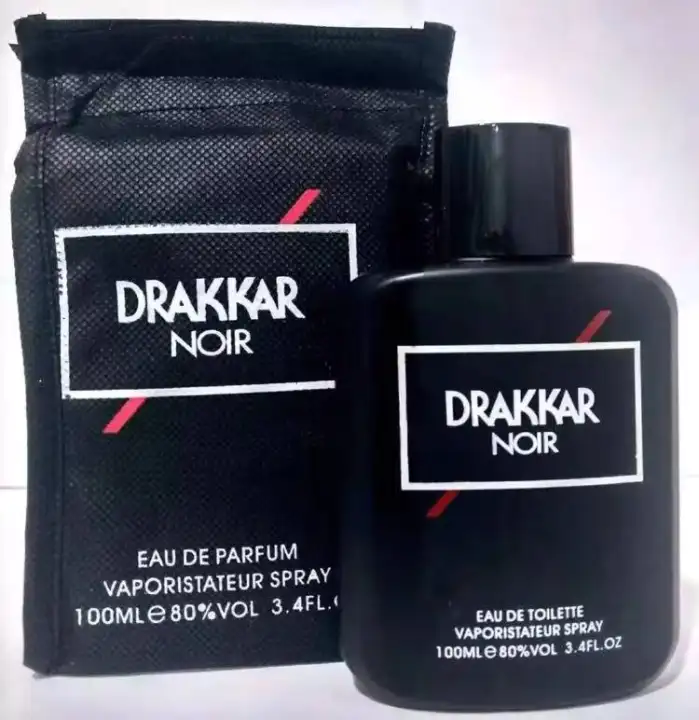 DRAKKAR
NOIR
EAU DE PARFUM
VAPORISTATEUR SPRAY
100ML e 80%VOL 3.4FL.
DRAKKAR
NOIR
EAU DE TOILETTE
VAPORISTATEUR SPRAY
100ML e 80%VOL 3.4FL.OZ